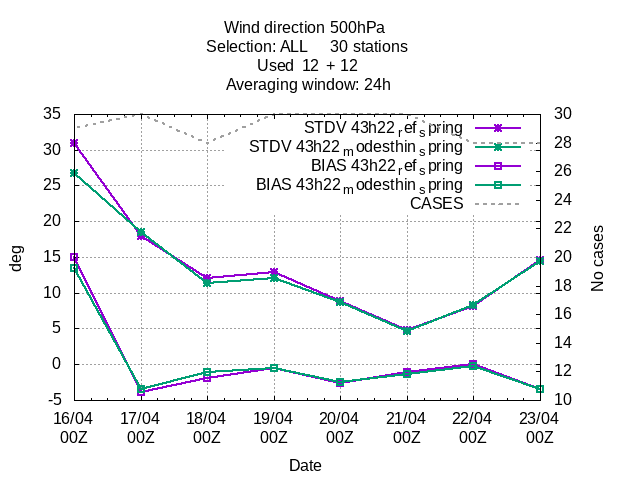 Wind direction 500hPa
Selection: ALL 30 stations
Used 12 + 12
Averaging window: 24h
STDV 43h22_ref_spring
STDV 43h22_modesthin_spring
BIAS 43h22_ref_spring
BIAS 43h22_modesthin_spring
CASES
deg
35
30
25
20
15
10
5
0
-5
No cases
30
28
26
24
22
20
18
16
14
12
10
16/04 17/04 18/04 19/04 20/04 21/04 22/04 23/04
00Z 00Z 00Z 00Z 00Z 00Z 00Z 00Z
Date